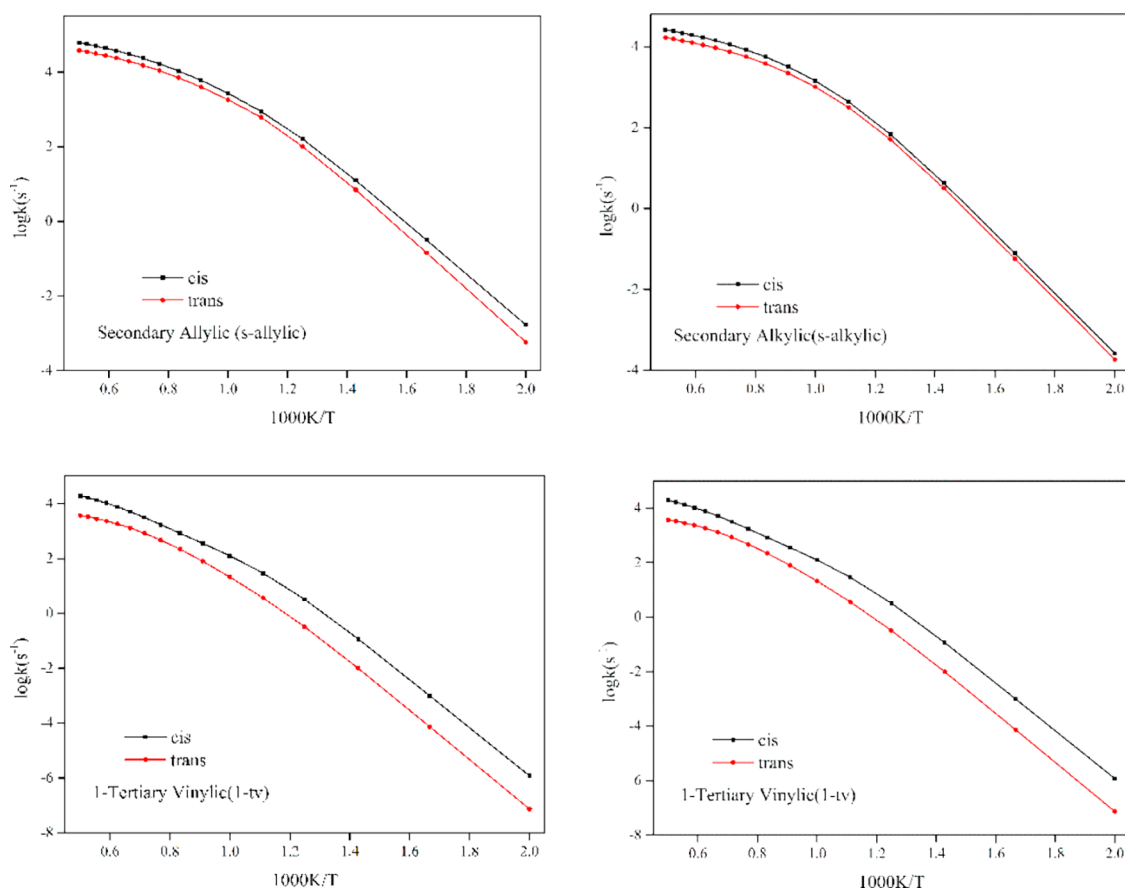 4
2
0
-2
-4
logk(s-1)
cis
trans
Secondary Allylic (s-allylic)
0.6 0.8 1.0 1.2 1.4 1.6 1.8 2.0
1000K/T
4
2
0
-2
-4
logk(s-1)
cis
trans
Secondary Alkylic(s-alkylic)
0.6 0.8 1.0 1.2 1.4 1.6 1.8 2.0
1000K/T
4
2
0
-2
-4
-6
-8
logk(s-1)
cis
trans
1-Tertiary Vinylic(1-tv)
0.6 0.8 1.0 1.2 1.4 1.6 1.8 2.0
1000K/T
4
2
0
-2
-4
-6
-8
logk(s-)
cis
trans
1-Tertiary Vinylic(1-tv)
0.6 0.8 1.0 1.2 1.4 1.6 1.8 2.0
1000K/T